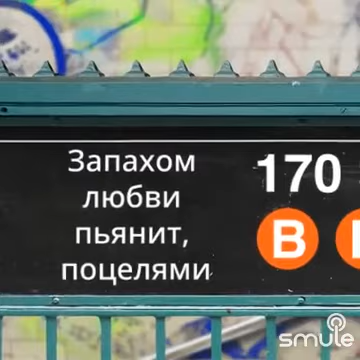 Запахом
любви
пьянит,
поцелями
170
B
smule